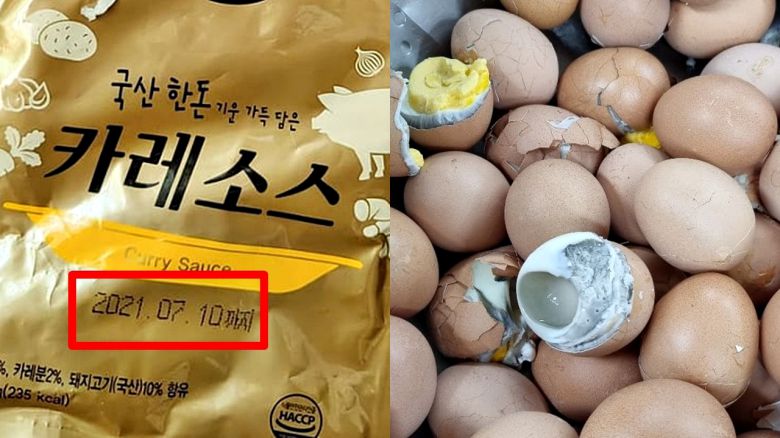 국산 한돈 기운 가득 담은
카레소스
Curry Sauce
2021.07.10까지
%, 카레분2%, 돼지고기(국산)10% 함유
(235 kcal)
HACCP